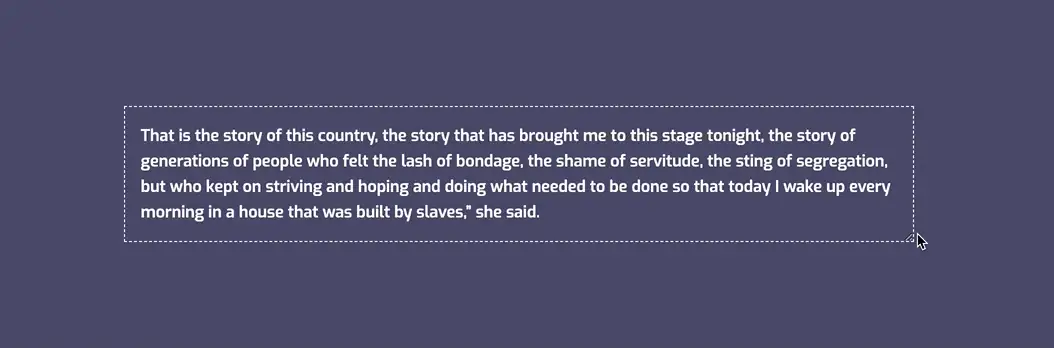 That is the story of this country, the story that has brought me to this stage tonight, the story of
generations of people who felt the lash of bondage, the shame of servitude, the sting of segregation,
but who kept on striving and hoping and doing what needed to be done so that today I wake up every
morning in a house that was built by slaves,” she said.